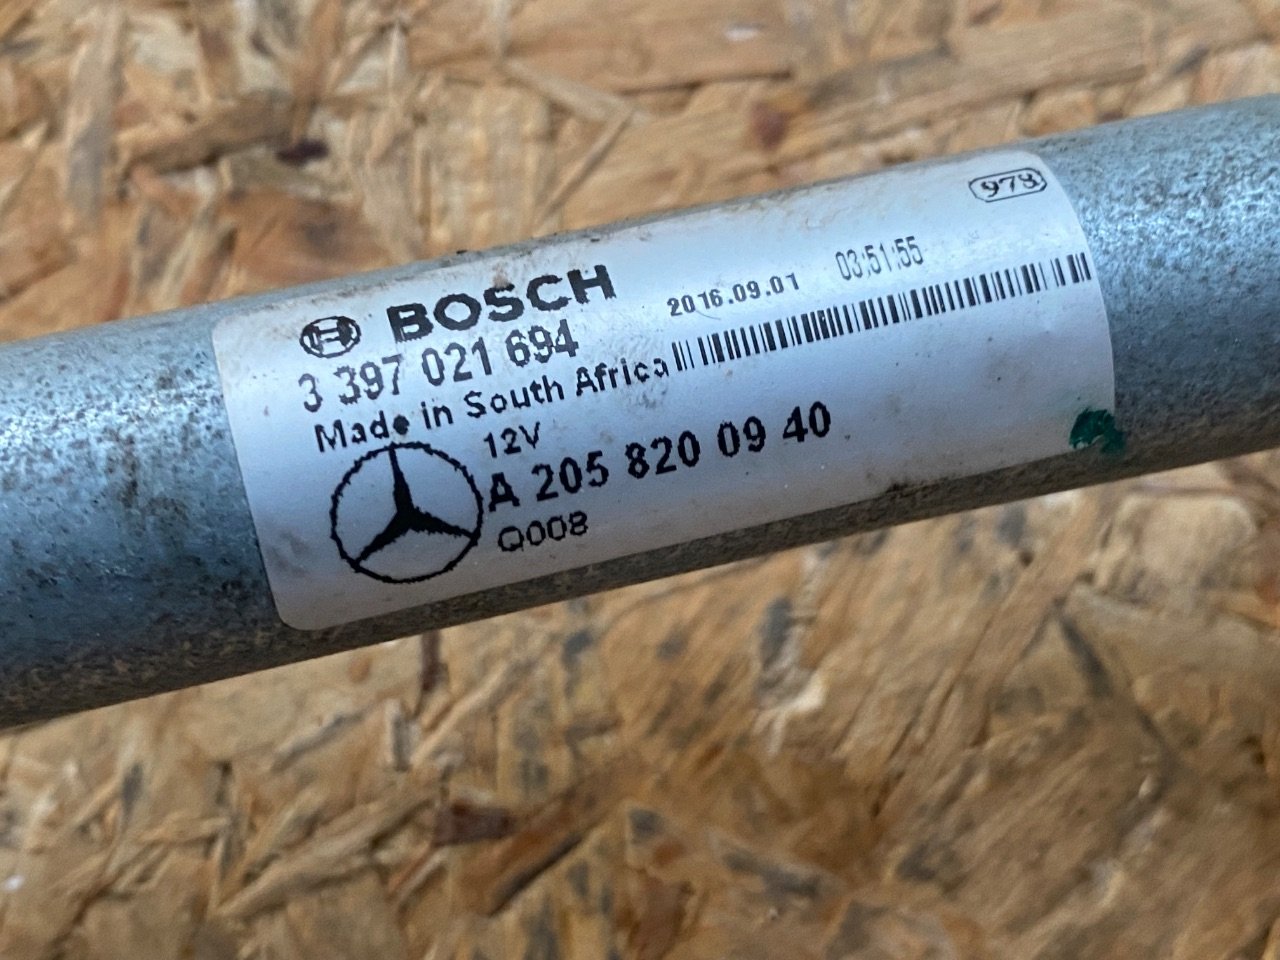 978
BOSCH
2016.09.01 03:51:55
3 397 021 694
Made in South Africa
12V
A 205 820 09 40
Q008